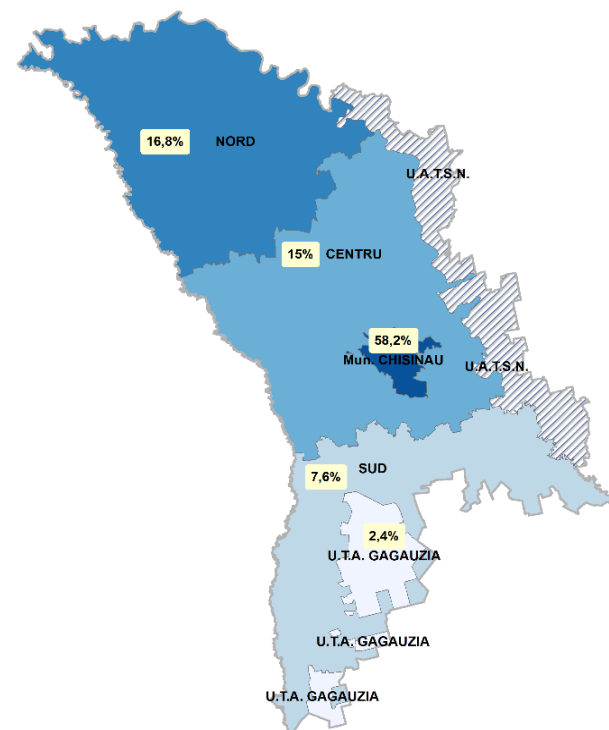 16,8% NORD
U.A.T.S.N.
15% CENTRU
58,2%
Mun. CHISINAU
U.A.T.S.N.
SUD
7,6%
2,4%
U.T.A. GAGAUZIA
U.T.A. GAGAUZIA
U.T.A. GAGAUZIA